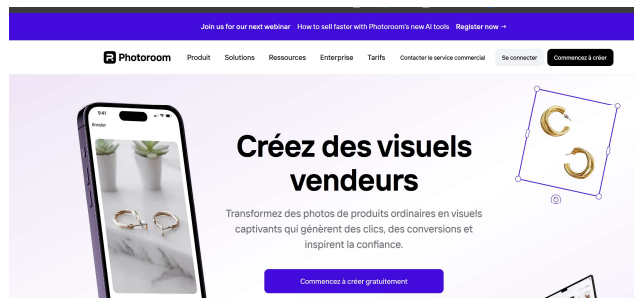 Join us for our next webinar How to sell faster with Photoroom's new AI tools Register now →
Photoroom Produit Solutions Ressources Enterprise Tarifs Contacter le service commercial Se connecter Commencez à créer
9:41
Annuler
Créez des visuels
vendeurs
Transformez des photos de produits ordinaires en visuels
captivants qui génèrent des clics, des conversions et
inspirent la confiance.
Commencez à créer gratuitement